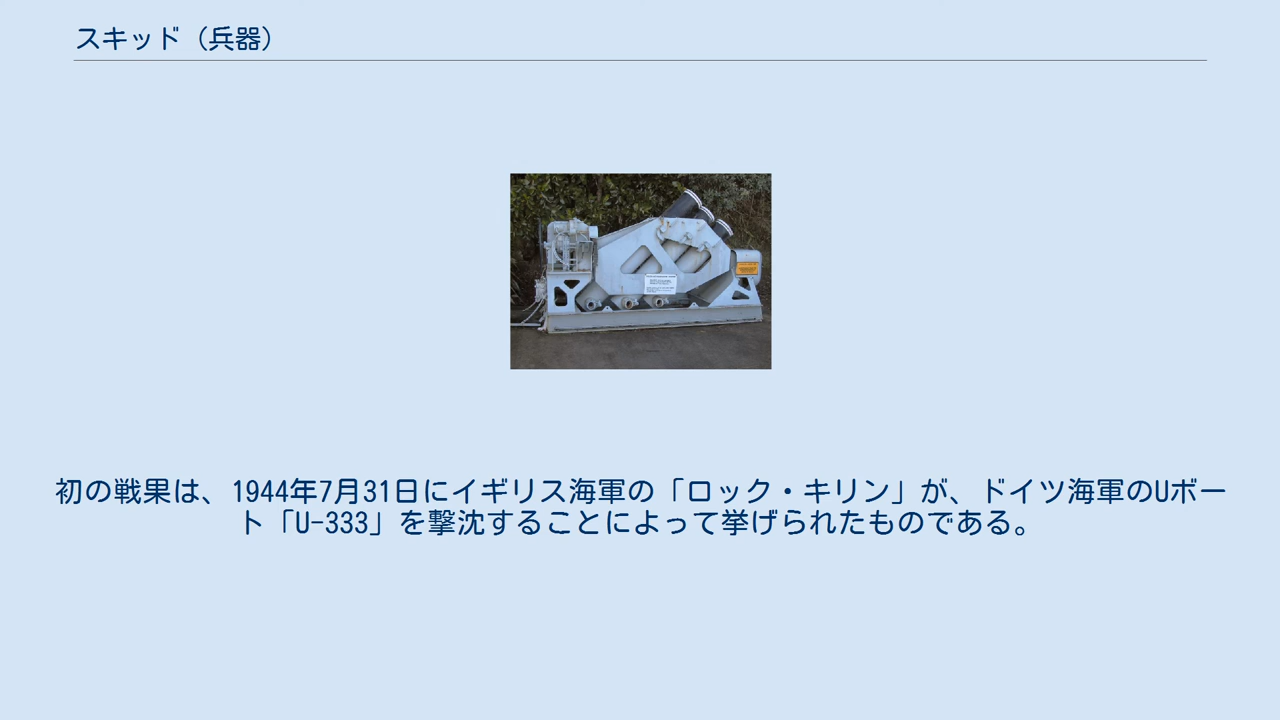 スキッド（兵器）
初の戦果は、1944年7月31日にイギリス海軍の「ロック・キリン」が、ドイツ海軍のUボー
ト「U-333」を撃沈することによって挙げられたものである。